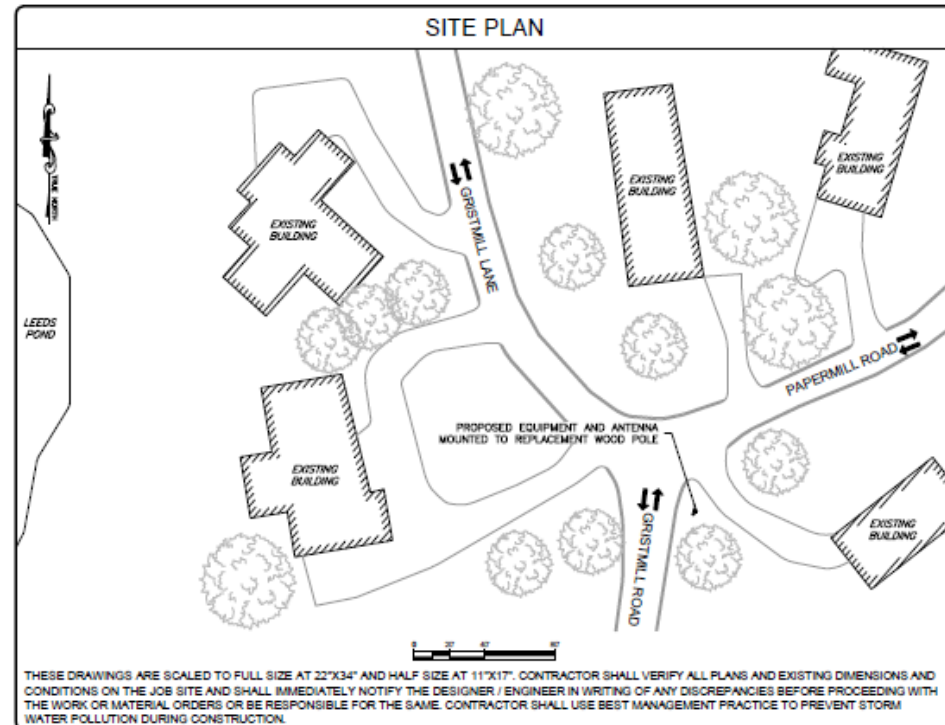 SITE PLAN
TRUE NORTH
EXISTING
BUILDING
EXISTING
BUILDING
EXISTING
BUILDING
GRISTMILL LANE
LEEDS
POND
PAPERMILL ROAD
PROPOSED EQUIPMENT AND ANTENNA
MOUNTED TO REPLACEMENT WOOD POLE
EXISTING
BUILDING
EXISTING
BUILDING
GRISTMILL ROAD
THESE DRAWINGS ARE SCALED TO FULL SIZE AT 22"X34" AND HALF SIZE AT 11"X17". CONTRACTOR SHALL VERIFY ALL PLANS AND EXISTING DIMENSIONS AND
CONDITIONS ON THE JOB SITE AND SHALL IMMEDIATELY NOTIFY THE DESIGNER / ENGINEER IN WRITING OF ANY DISCREPANCIES BEFORE PROCEEDING WITH
THE WORK OR MATERIAL ORDERS OR BE RESPONSIBLE FOR THE SAME. CONTRACTOR SHALL USE BEST MANAGEMENT PRACTICE TO PREVENT STORM
WATER POLLUTION DURING CONSTRUCTION.